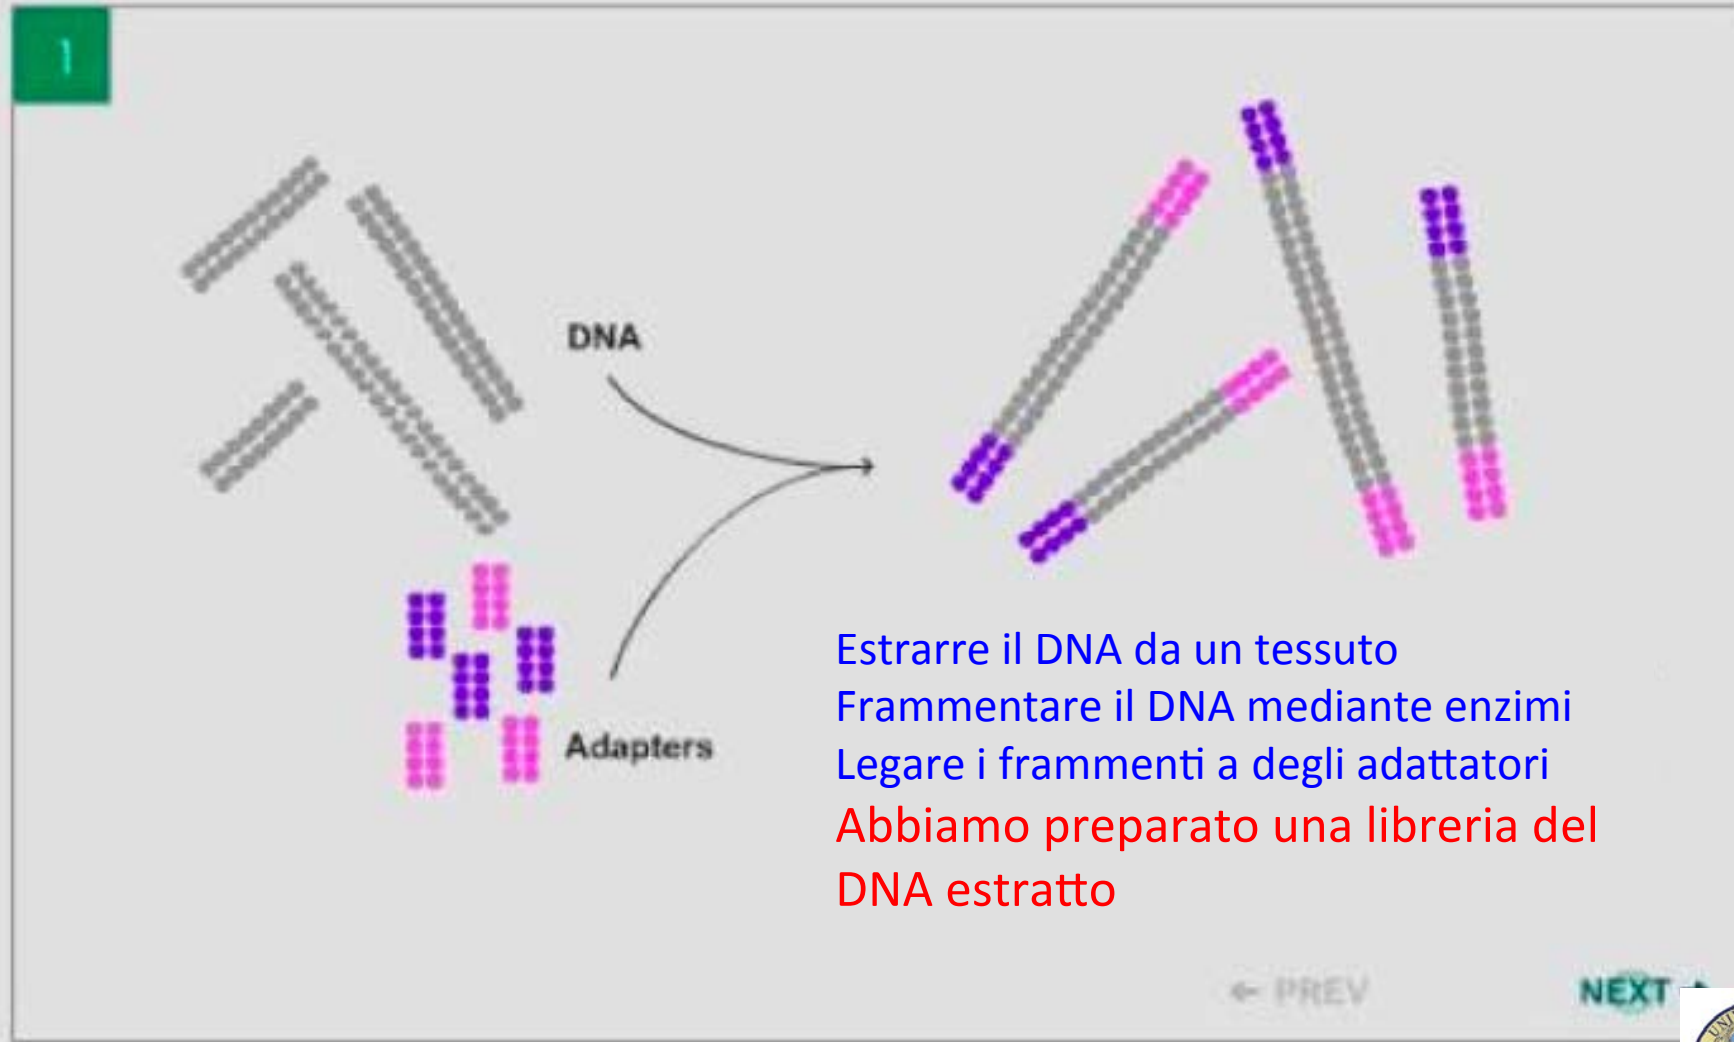 1
DNA
Adapters
Estrarre il DNA da un tessuto
Frammentare il DNA mediante enzimi
Legare i frammenti a degli adattatori
Abbiamo preparato una libreria del
DNA estratto
← PREV
NEXT
UNI